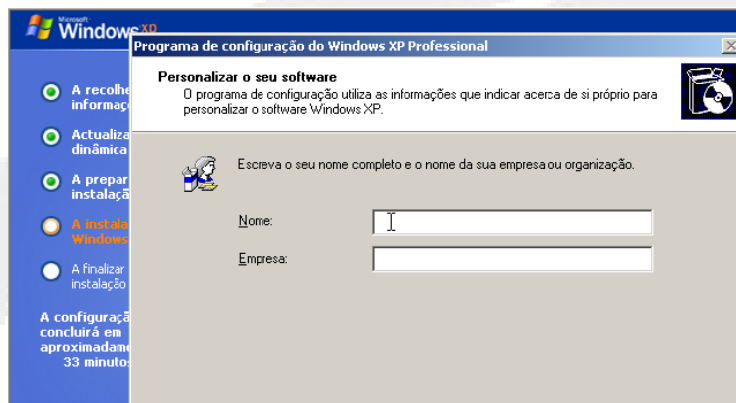 Microsoft
Windows XP
Programa de configuração do Windows XP Professional
Personalizar o seu software
O programa de configuração utiliza as informações que indicar acerca de si próprio para
personalizar o software Windows XP.
A recolhe
informaç
Actualiza
dinâmica
A prepar
instalaçã
A instala
Windows
A finalizar
instalação
A configuraçã
concluirá em
aproximadam
33 minuto
Escreva o seu nome completo e o nome da sua empresa ou organização.
Nome:
Empresa: